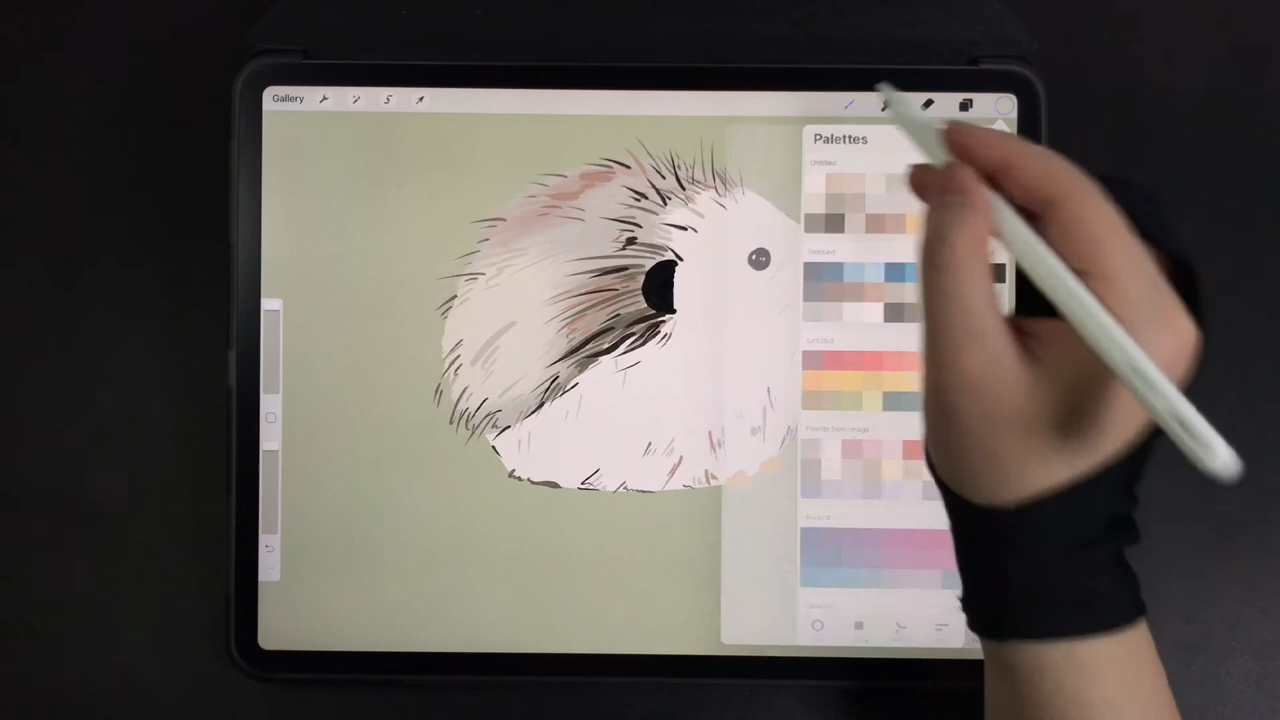 Gallery
Palettes
Untitled
Untitled
Untitled
Palette from image